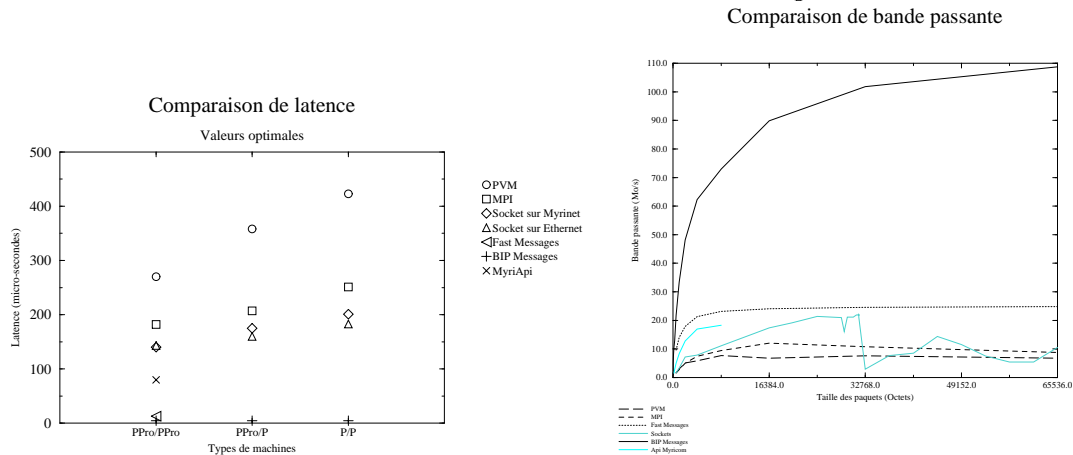 Comparaison de latence
Valeurs optimales
500
400
300
200
100
0
Latence (micro-secondes)
PPro/PPro
PPro/P
P/P
Types de machines
PVM
MPI
Socket sur Myrinet
Socket sur Ethernet
Fast Messages
BIP Messages
MyriApi
Comparaison de bande passante
110.0
100.0
90.0
80.0
70.0
60.0
50.0
40.0
30.0
20.0
10.0
0.0
Bande passante (Mo/s)
0.0
16384.0
32768.0
49152.0
65536.0
Taille des paquets (Octets)
PVM
MPI
Fast Messages
Sockets
BIP Messages
Api Myricom